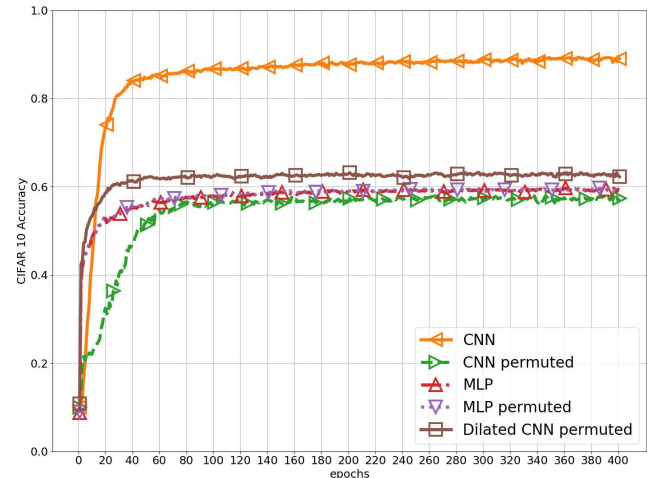 1.0
0.8
0.6
0.4
0.2
0.0
CIFAR 10 Accuracy
CNN
CNN permuted
MLP
MLP permuted
Dilated CNN permuted
0 20 40 60 80 100 120 140 160 180 200 220 240 260 280 300 320 340 360 380 400
epochs